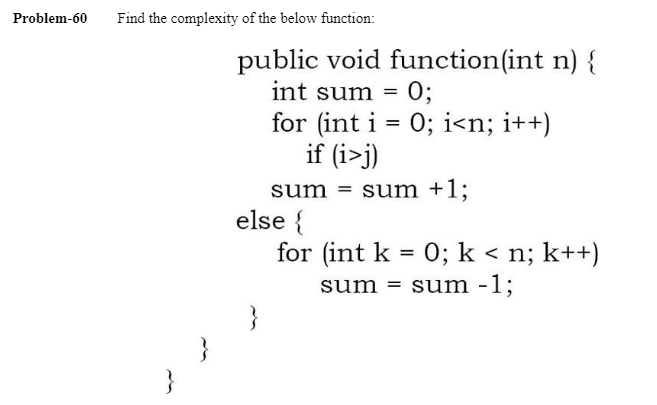 Problem-60 Find the complexity of the below function:
public void function(int n) {
int sum = 0;
for (int i = 0; i<n; i++)
if (i>j)
sum = sum +1;
else {
for (int k = 0; k < n; k++)
sum = sum -1;
}
}
}